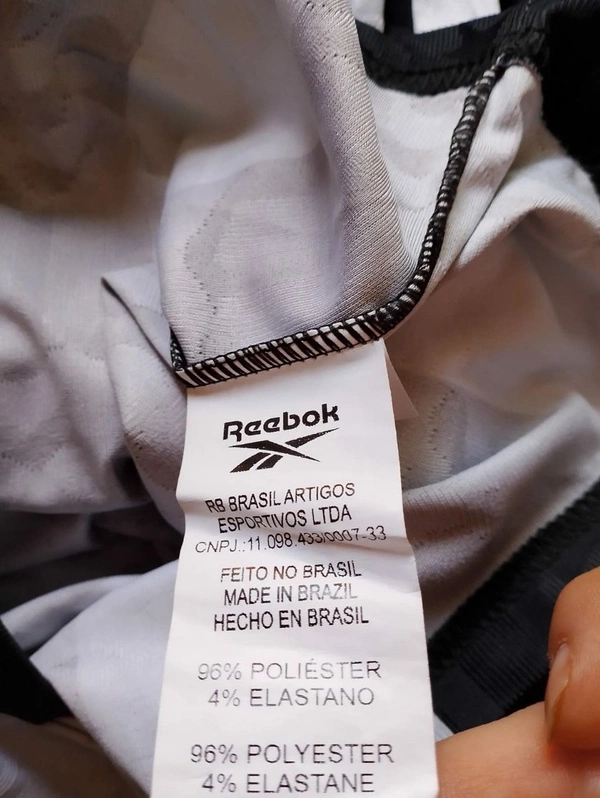 Reebok
RB BRASIL ARTIGOS
ESPORTIVOS LTDA
CNPJ.:11.098.433/0007-33
FEITO NO BRASIL
MADE IN BRAZIL
HECHO EN BRASIL
96% POLIÉSTER
4% ELASTANO
96% POLYESTER
4% ELASTANE